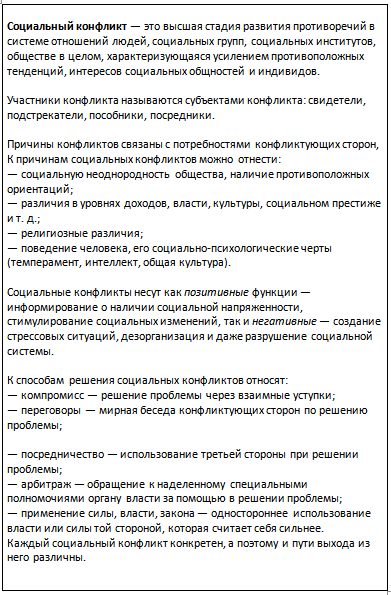 Социальный конфликт — это высшая стадия развития противоречий в
системе отношений людей, социальных групп, социальных институтов,
обществе в целом, характеризующаяся усилением противоположных
тенденций, интересов социальных общностей и индивидов.
Участники конфликта называются субъектами конфликта: свидетели,
подстрекатели, пособники, посредники.
Причины конфликтов связаны с потребностями конфликтующих сторон,
К причинам социальных конфликтов можно отнести:
— социальную неоднородность общества, наличие противоположных
ориентаций;
— различия в уровнях доходов, власти, культуры, социальном престиже
и т. д.;
— религиозные различия;
— поведение человека, его социально-психологические черты
(темперамент, интеллект, общая культура).
Социальные конфликты несут как позитивные функции —
информирование о наличии социальной напряженности,
стимулирование социальных изменений, так и негативные — создание
стрессовых ситуаций, дезорганизация и даже разрушение социальной
системы.
К способам решения социальных конфликтов относят:
— компромисс — решение проблемы через взаимные уступки;
— переговоры — мирная беседа конфликтующих сторон по решению
проблемы;
— посредничество — использование третьей стороны при решении
проблемы;
— арбитраж — обращение к наделенному специальными
полномочиями органу власти за помощью в решении проблемы;
— применение силы, власти, закона — одностороннее использование
власти или силы той стороной, которая считает себя сильнее.
Каждый социальный конфликт конкретен, а поэтому и пути выхода из
него различны.